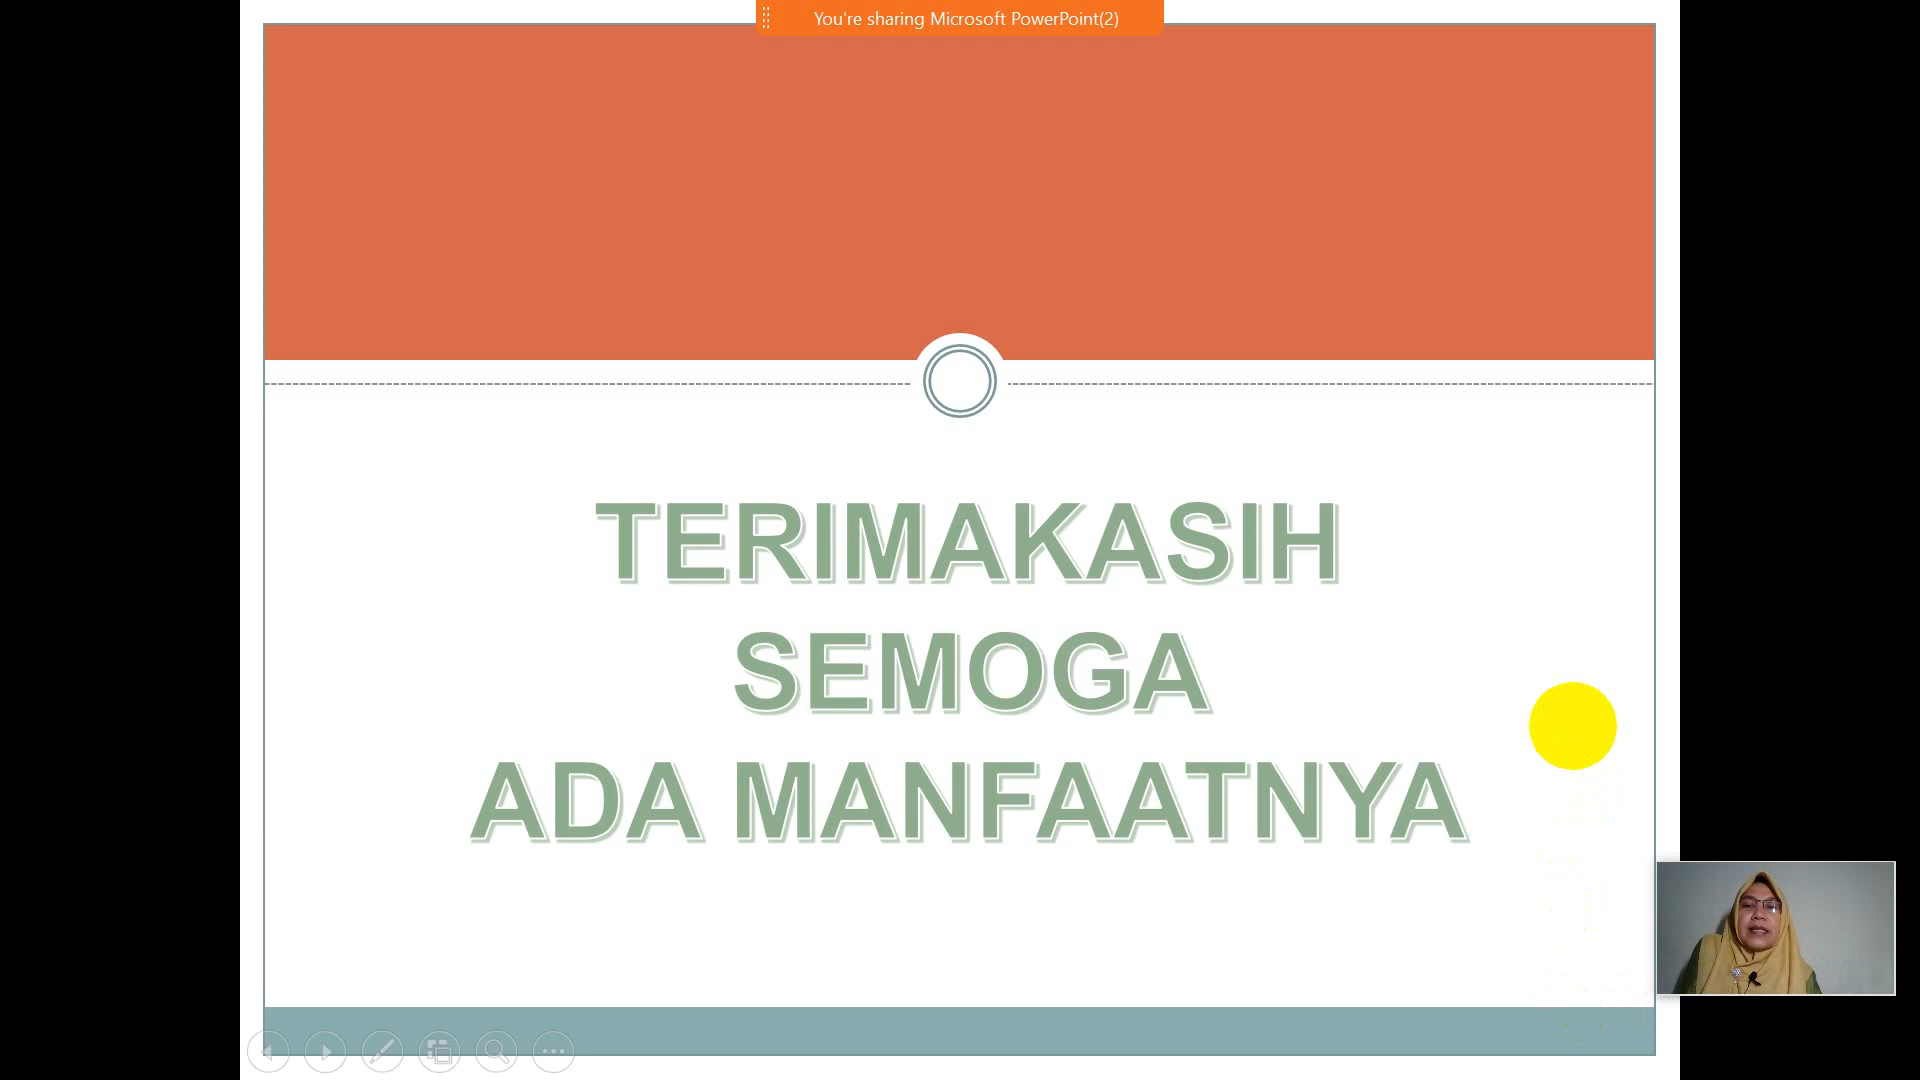 You're sharing Microsoft PowerPoint(2)
TERIMAKASIH
SEMOGA
ADA MANFAATNYA